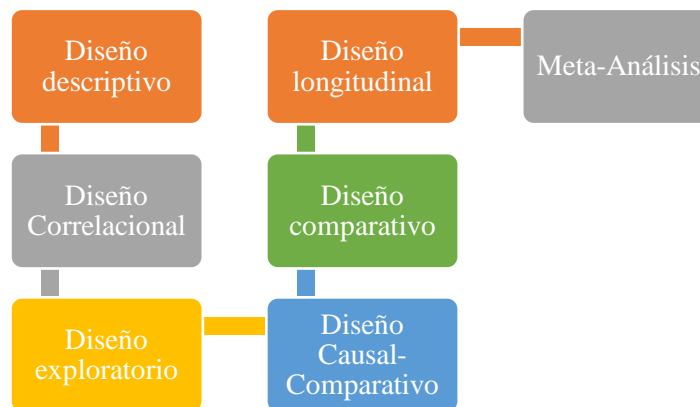 Diseño
descriptivo
Diseño
Correlacional
Diseño
exploratorio
Diseño
Causal-
Comparativo
Diseño
comparativo
Diseño
longitudinal
Meta-Análisis